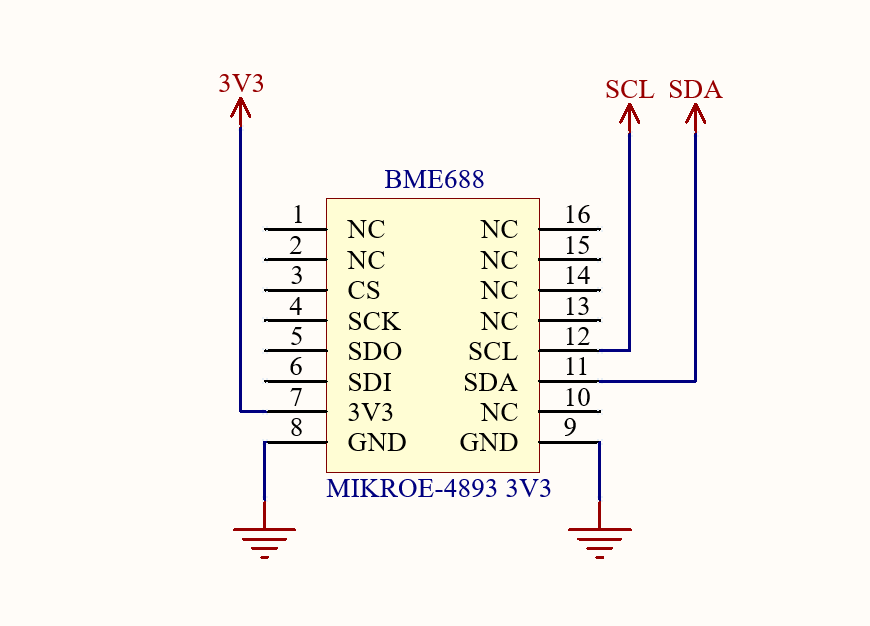 3V3
SCL SDA
BME688
1 NC NC 16
2 NC NC 15
3 CS NC 14
4 SCK NC 13
5 SDO SCL 12
6 SDI SDA 11
7 3V3 NC 10
8 GND GND 9
MIKROE-4893 3V3